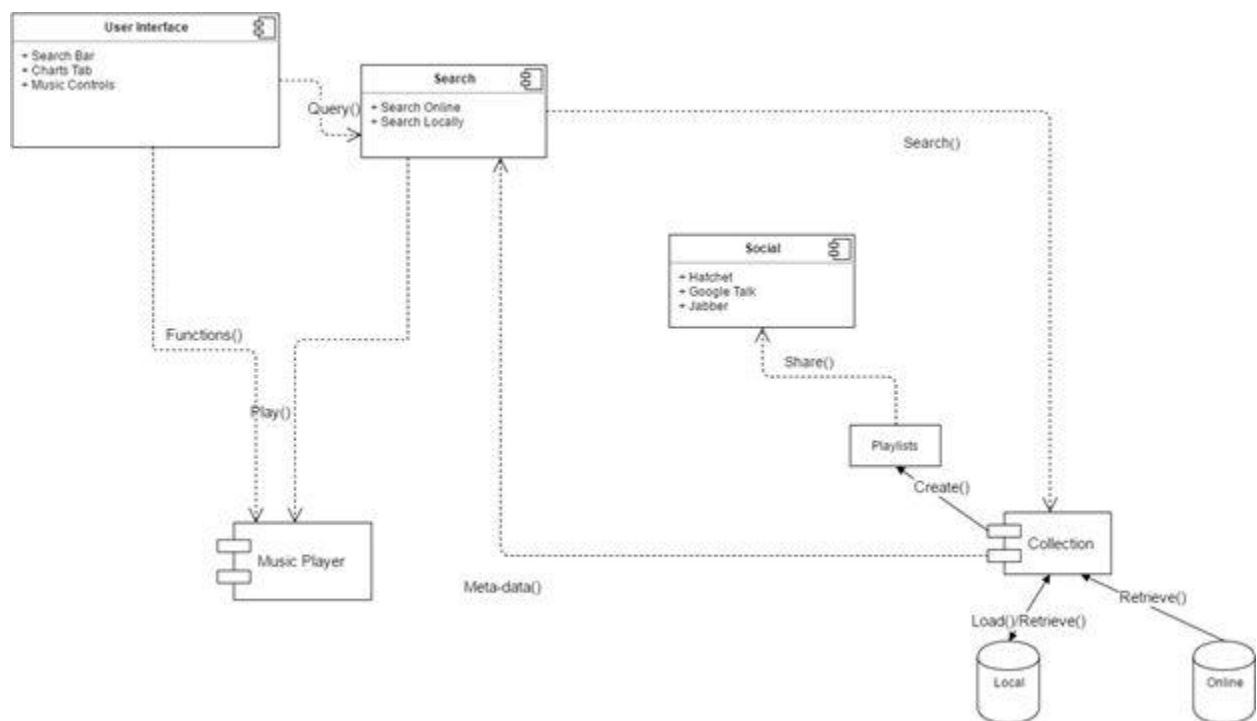 User Interface
+ Search Bar
+ Charts Tab
+ Music Controls
Query()
Search
+ Search Online
+ Search Locally
Search()
Social
+ Hatchet
+ Google Talk
+ Jabber
Functions()
Share()
Play()
Playlists
Create()
Music Player
Collection
Meta-data()
Retrieve()
Load()/Retrieve()
Local
Online